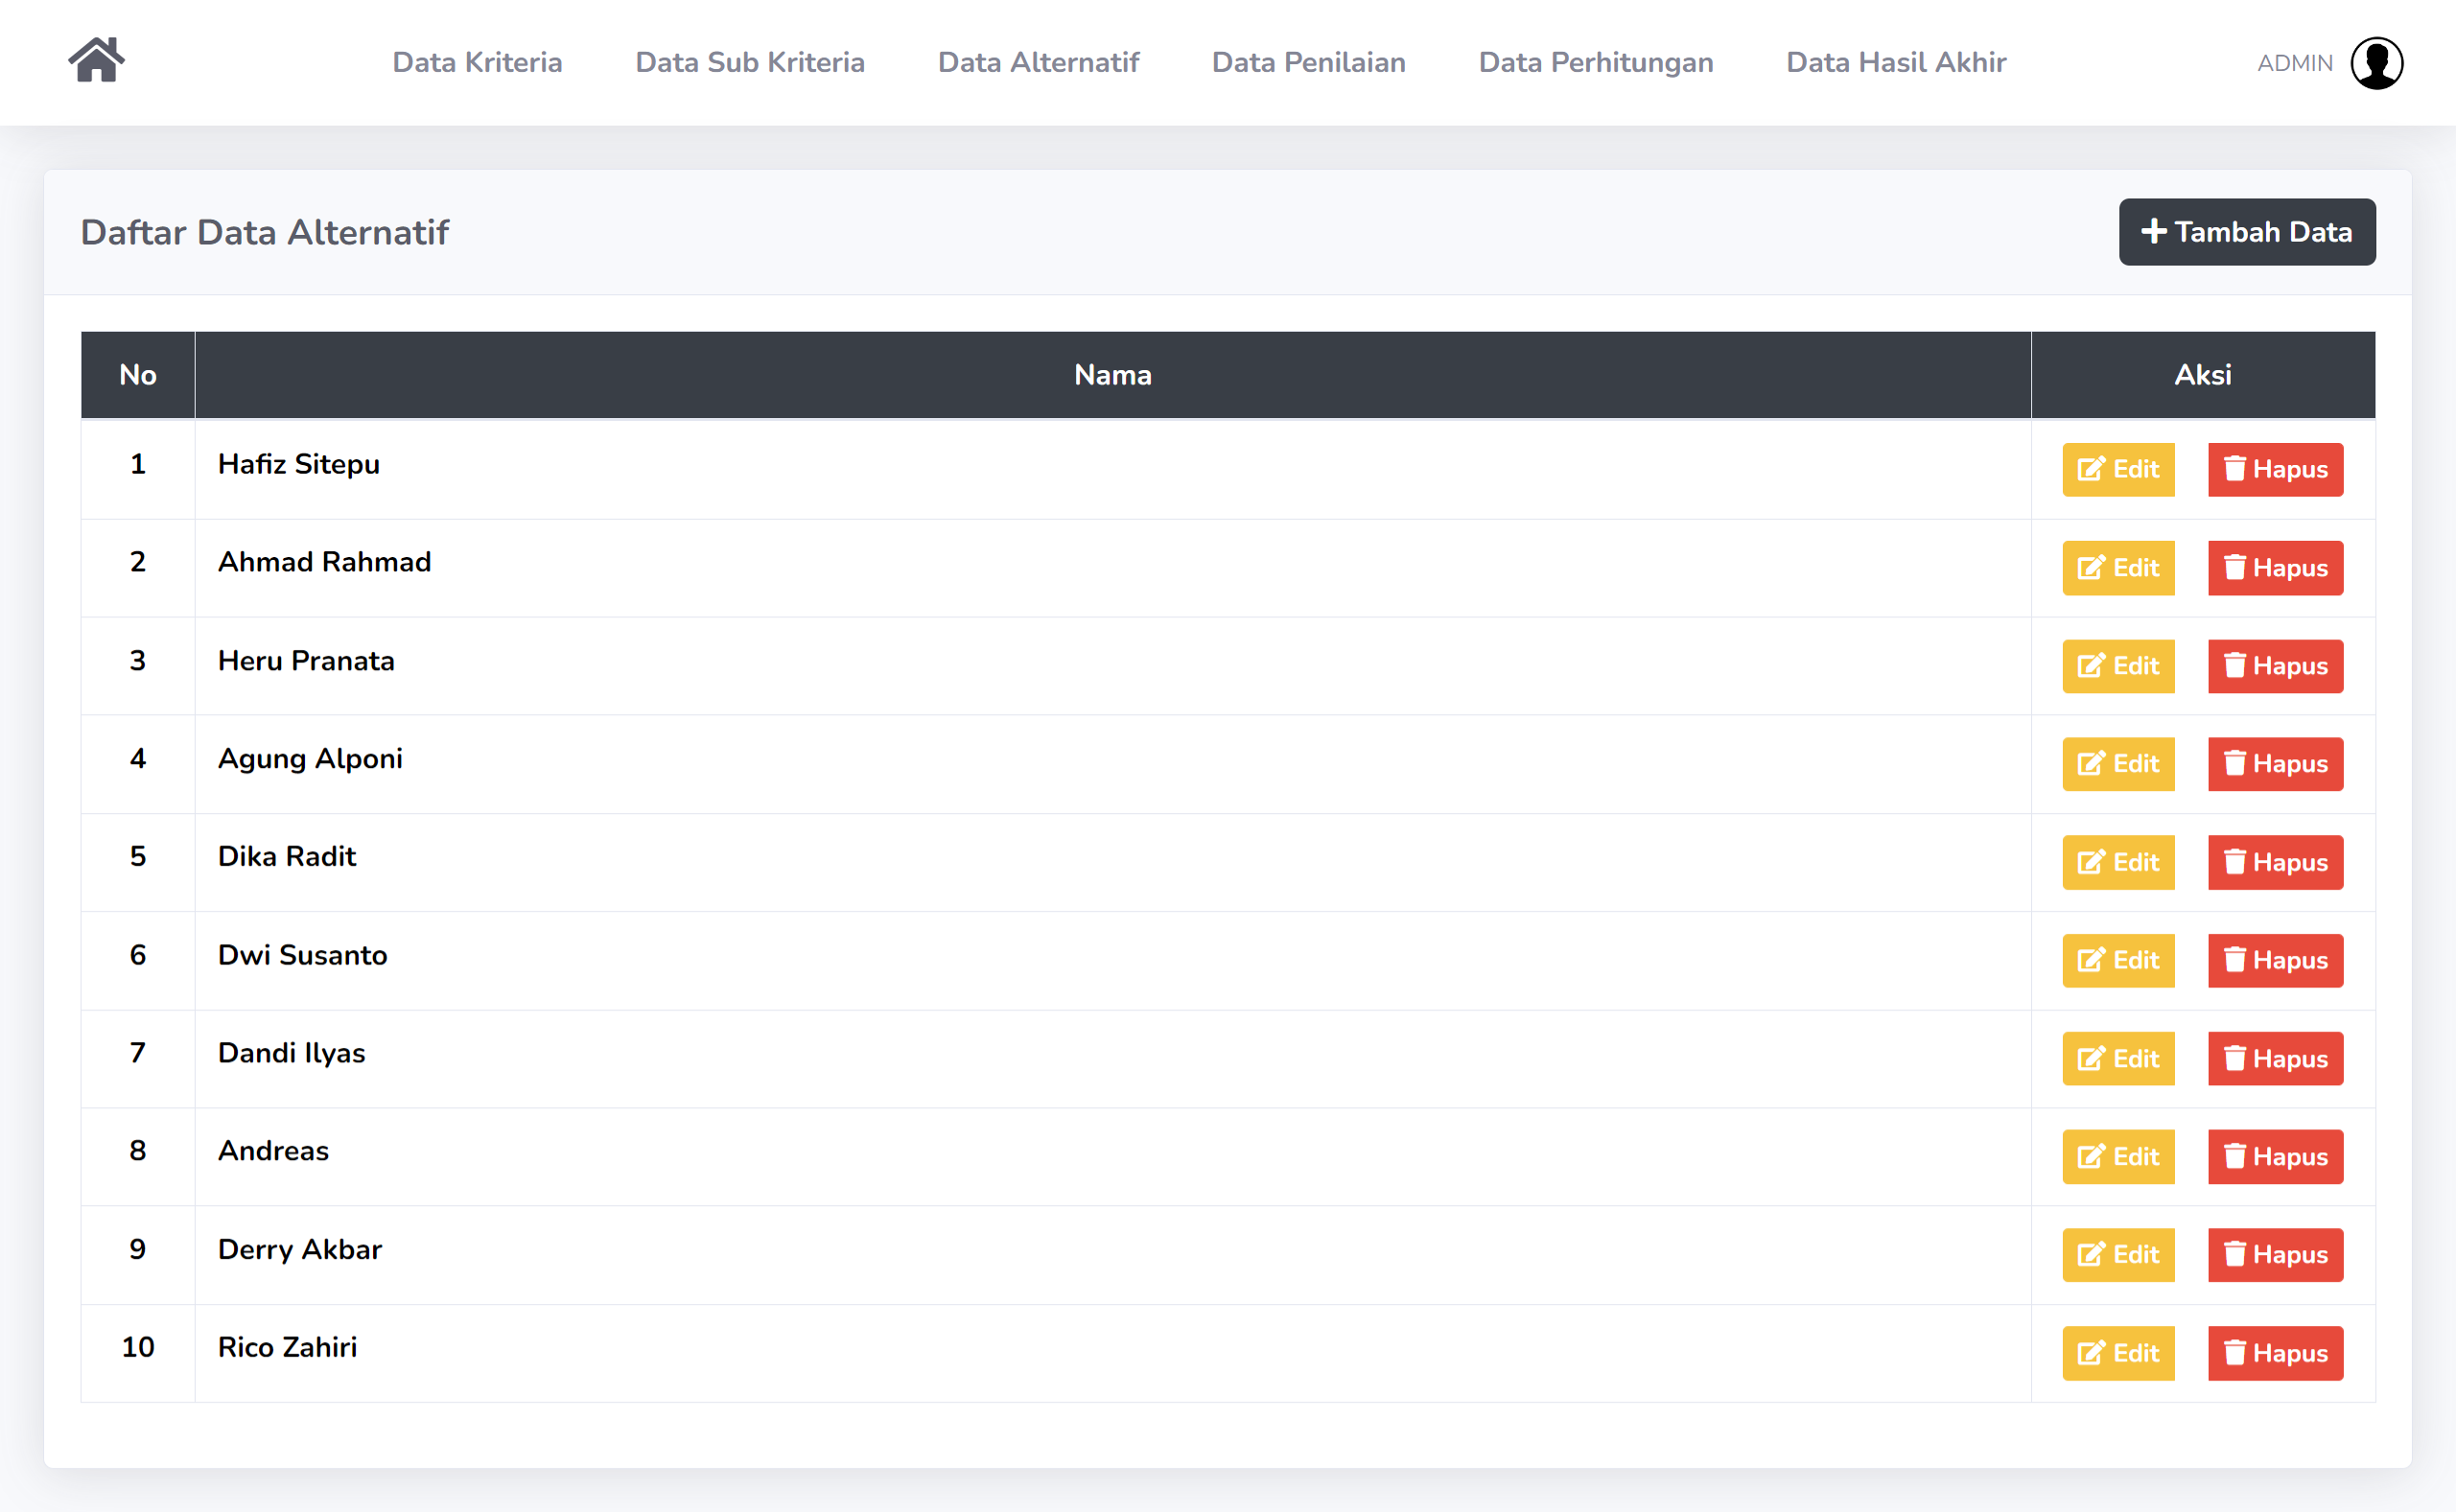 Data Kriteria Data Sub Kriteria Data Alternatif Data Penilaian Data Perhitungan Data Hasil Akhir ADMIN
Daftar Data Alternatif Tambah Data
No Nama Aksi
1 Hafiz Sitepu Edit Hapus
2 Ahmad Rahmad Edit Hapus
3 Heru Pranata Edit Hapus
4 Agung Alponi Edit Hapus
5 Dika Radit Edit Hapus
6 Dwi Susanto Edit Hapus
7 Dandi Ilyas Edit Hapus
8 Andreas Edit Hapus
9 Derry Akbar Edit Hapus
10 Rico Zahiri Edit Hapus